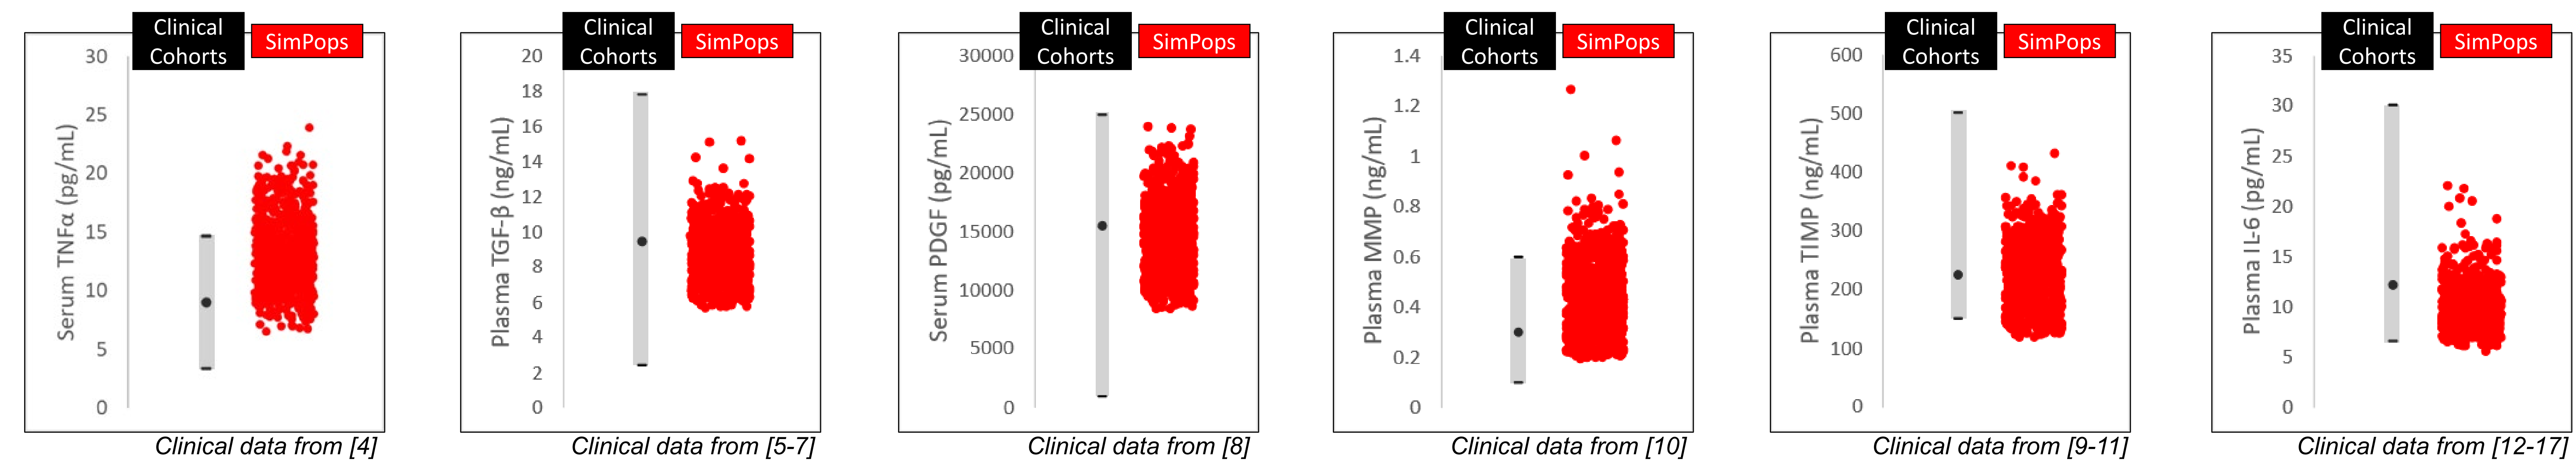 Clinical
Cohorts
SimPops
Serum TNFα (pg/mL)
30
25
20
15
10
5
0
Clinical data from [4]
Clinical
Cohorts
SimPops
Plasma TGF-β (ng/mL)
20
18
16
14
12
10
8
6
4
2
0
Clinical data from [5-7]
Clinical
Cohorts
SimPops
Serum PDGF (pg/mL)
30000
25000
20000
15000
10000
5000
0
Clinical data from [8]
Clinical
Cohorts
SimPops
Plasma MMP (ng/mL)
1.4
1.2
1
0.8
0.6
0.4
0.2
0
Clinical data from [10]
Clinical
Cohorts
SimPops
Plasma TIMP (ng/mL)
600
500
400
300
200
100
0
Clinical data from [9-11]
Clinical
Cohorts
SimPops
Plasma IL-6 (pg/mL)
35
30
25
20
15
10
5
0
Clinical data from [12-17]